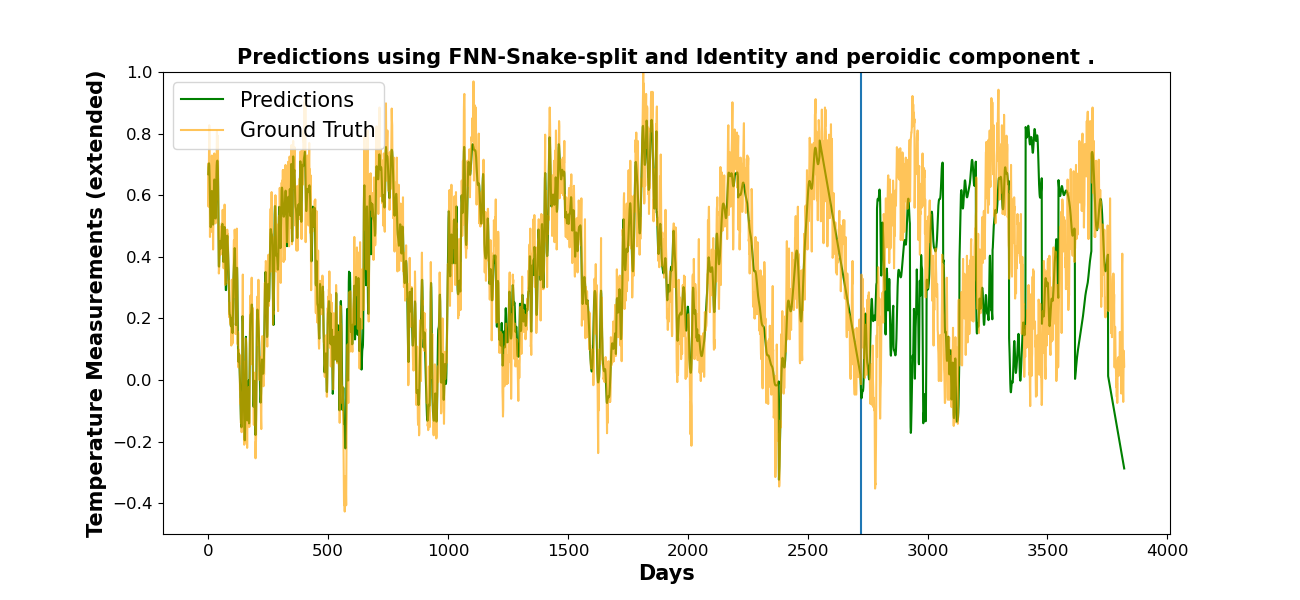 Predictions using FNN-Snake-split and Identity and peroidic component .
Temperature Measurements (extended)
1.0
0.8
0.6
0.4
0.2
0.0
−0.2
−0.4
Predictions
Ground Truth
0 500 1000 1500 2000 2500 3000 3500 4000
Days